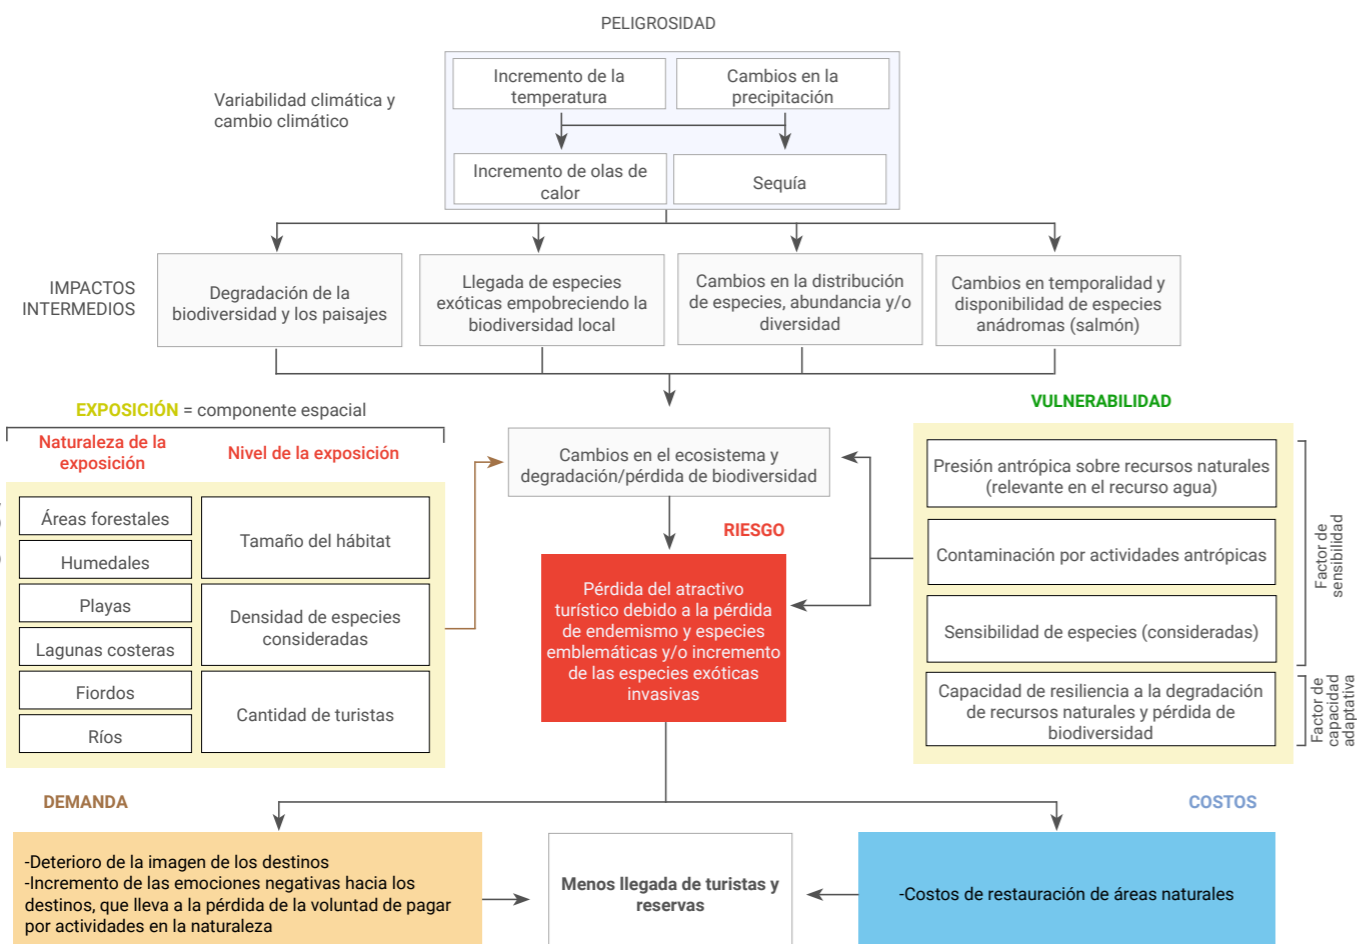 PELIGROSIDAD
Variabilidad climática y
cambio climático
Incremento de la
temperatura
Cambios en la
precipitación
Incremento de olas de
calor
Sequía
IMPACTOS
INTERMEDIOS
Degradación de la
biodiversidad y los paisajes
Llegada de especies
exóticas empobreciendo la
biodiversidad local
Cambios en la distribución
de especies, abundancia y/o
diversidad
Cambios en temporalidad y
disponibilidad de especies
anádromas (salmón)
EXPOSICIÓN = componente espacial
Naturaleza de la
exposición
Nivel de la exposición
Áreas forestales
Humedales
Playas
Lagunas costeras
Fiordos
Ríos
Tamaño del hábitat
Densidad de especies
consideradas
Cantidad de turistas
Cambios en el ecosistema y
degradación/pérdida de biodiversidad
RIESGO
Pérdida del atractivo
turístico debido a la pérdida
de endemismo y especies
emblemáticas y/o incremento
de las especies exóticas
invasivas
VULNERABILIDAD
Presión antrópica sobre recursos naturales
(relevante en el recurso agua)
Contaminación por actividades antrópicas
Sensibilidad de especies (consideradas)
Capacidad de resiliencia a la degradación
de recursos naturales y pérdida de
biodiversidad
Factor de
sensibilidad
Factor de
capacidad
adaptativa
DEMANDA
-Deterioro de la imagen de los destinos
-Incremento de las emociones negativas hacia los
destinos, que lleva a la pérdida de la voluntad de pagar
por actividades en la naturaleza
Menos llegada de turistas y
reservas
COSTOS
-Costos de restauración de áreas naturales